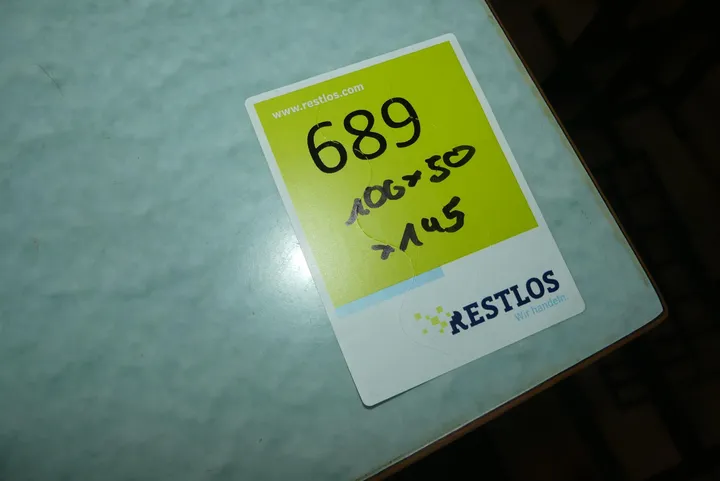 www.restlos.com
689
100x50
x145
RESTLOS
Wir handeln.